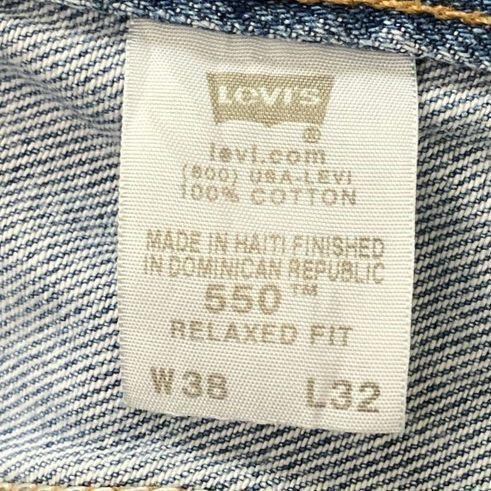 LEVI'S
®
levi.com
(800) USA-LEVI
100% COTTON
MADE IN HAITI FINISHED
IN DOMINICAN REPUBLIC
550™
RELAXED FIT
W 38 L32